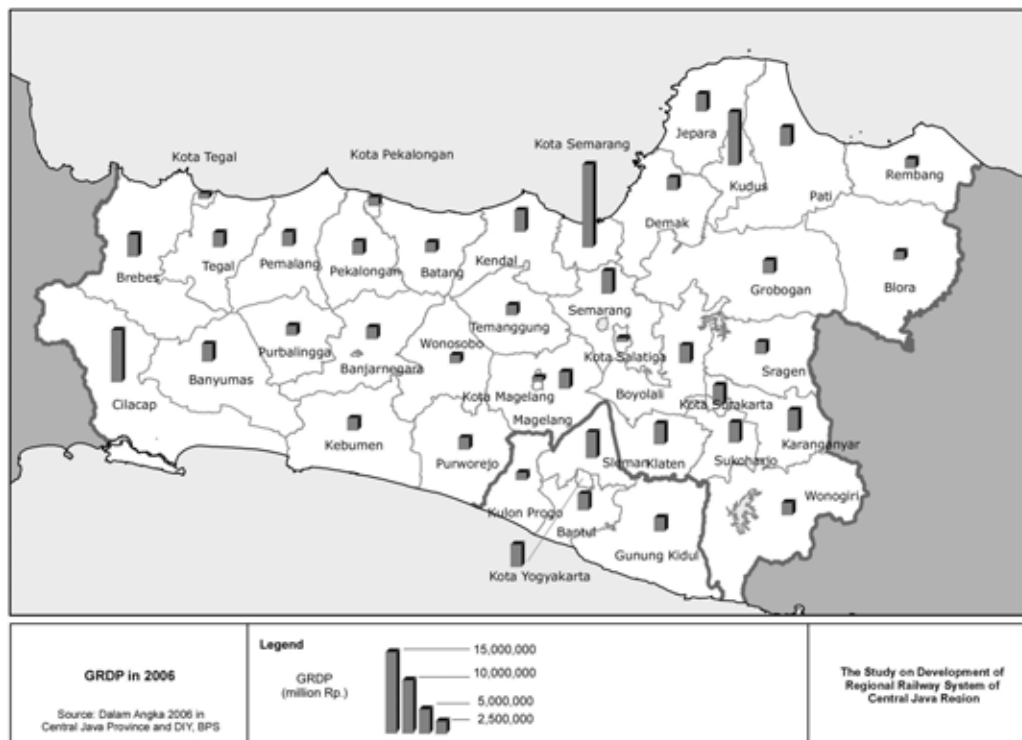 Kota Tegal
Kota Pekalongan
Kota Semarang
Jepara
Kudus
Pati
Rembang
Demak
Brebes
Tegal
Pemalang
Pekalongan
Batang
Kendal
Grobogan
Blora
Semarang
Temanggung
Cilacap
Banyumas
Purbalingga
Banjarnegara
Wonosobo
Kota Salatiga
Sragen
Kota Magelang
Boyolali
Kota Surakarta
Magelang
Kebumen
Purworejo
Sleman
Klaten
Sukoharjo
Karanganyar
Kulon Progo
Bantul
Wonogiri
Gunung Kidul
Kota Yogyakarta
GRDP in 2006
Source: Dalam Angka 2006 in
Central Java Province and DIY, BPS
Legend
GRDP
(million Rp.)
15,000,000
10,000,000
5,000,000
2,500,000
The Study on Development of
Regional Railway System of
Central Java Region